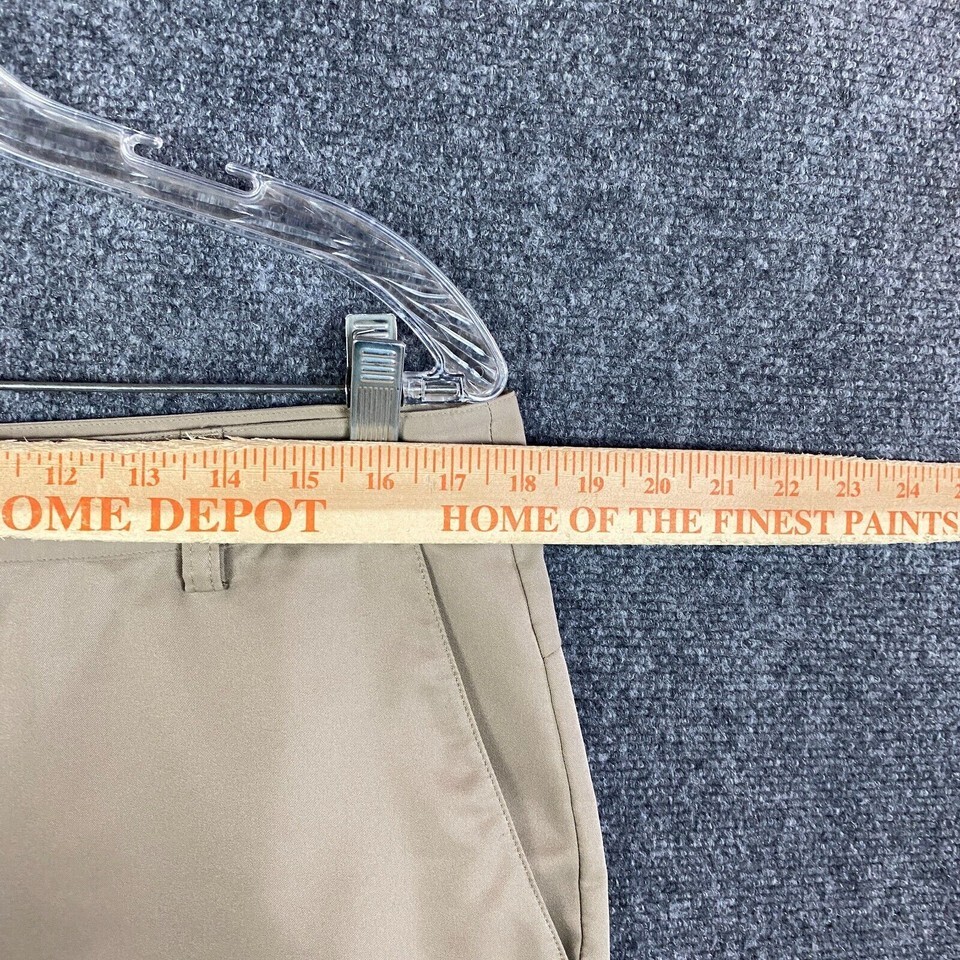 12 13 14 15 16 17 18 19 20 21 22 23 24
OME DEPOT HOME OF THE FINEST PAINTS